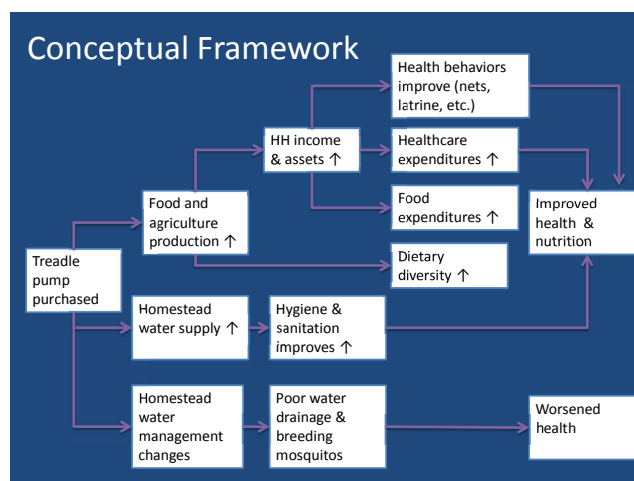 Conceptual Framework
Health behaviors
improve (nets,
latrine, etc.)
HH income
& assets ↑
Healthcare
expenditures ↑
Food
expenditures ↑
Food and
agriculture
production ↑
Improved
health &
nutrition
Dietary
diversity ↑
Treadle
pump
purchased
Homestead
water supply ↑
Hygiene &
sanitation
improves ↑
Homestead
water
management
changes
Poor water
drainage &
breeding
mosquitos
Worsened
health